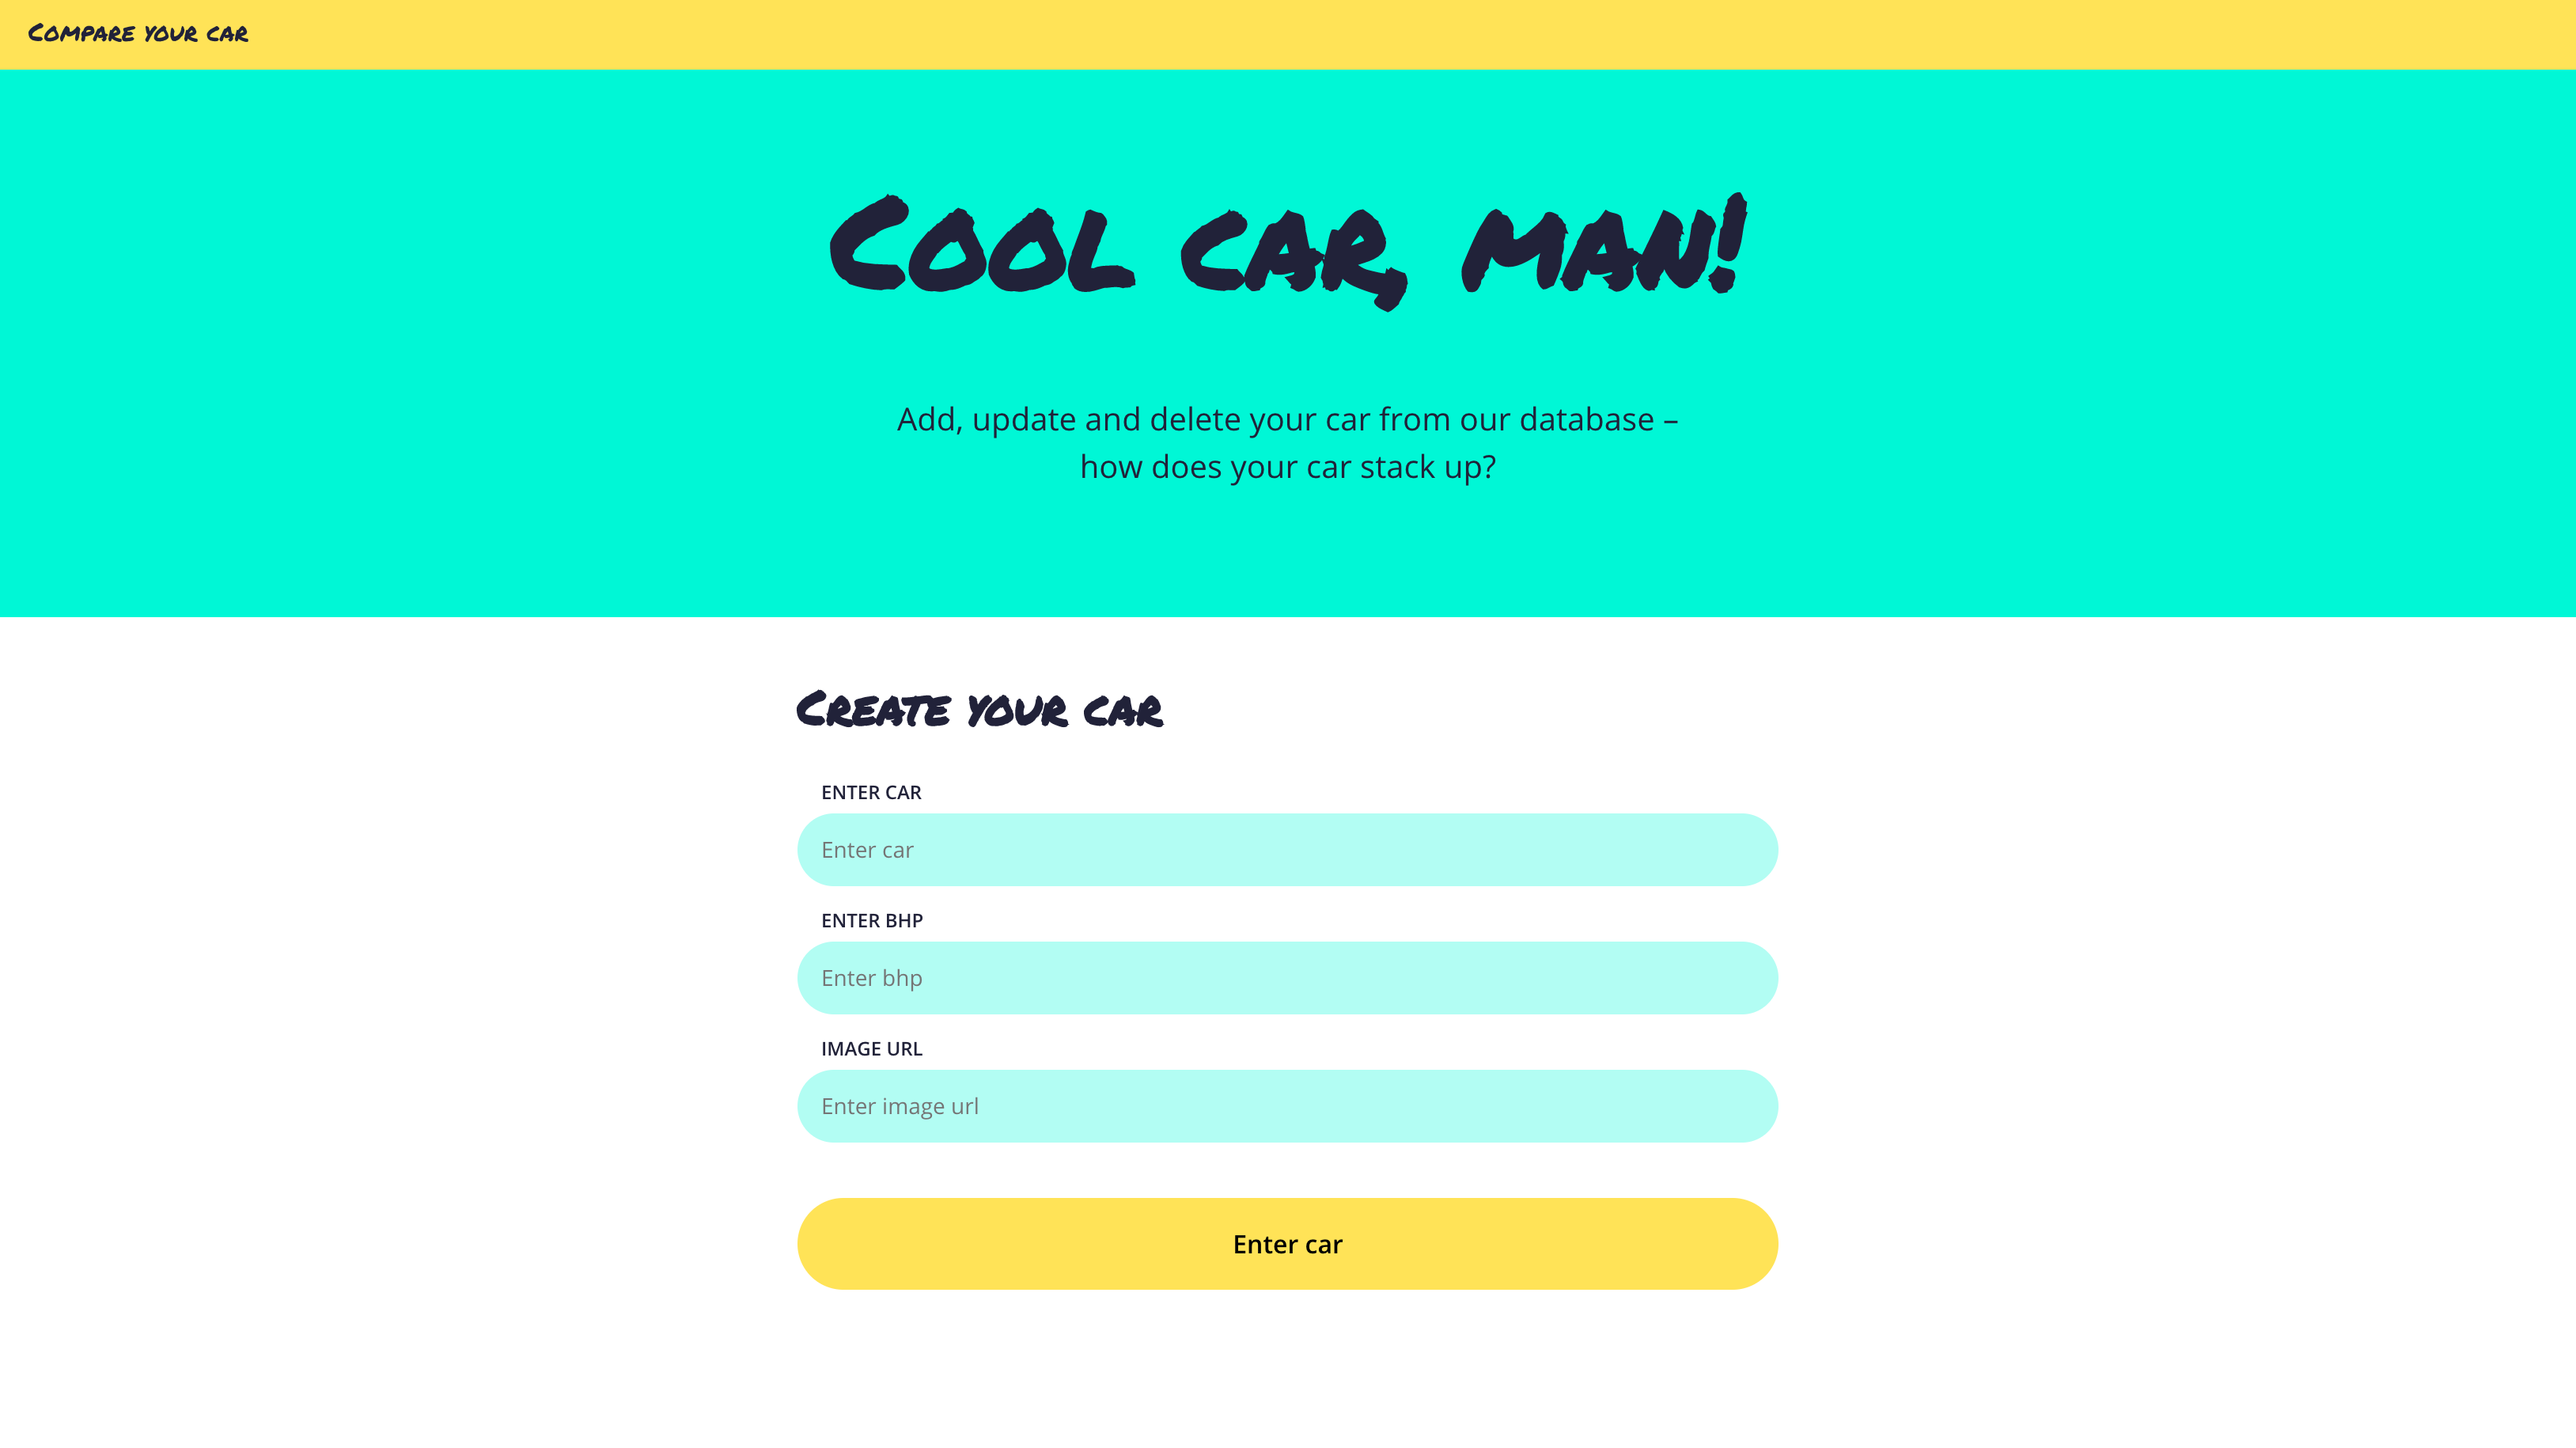 Compare your car
Cool car, man!
Add, update and delete your car from our database –
how does your car stack up?
Create your car
ENTER CAR
Enter car
ENTER BHP
Enter bhp
IMAGE URL
Enter image url
Enter car